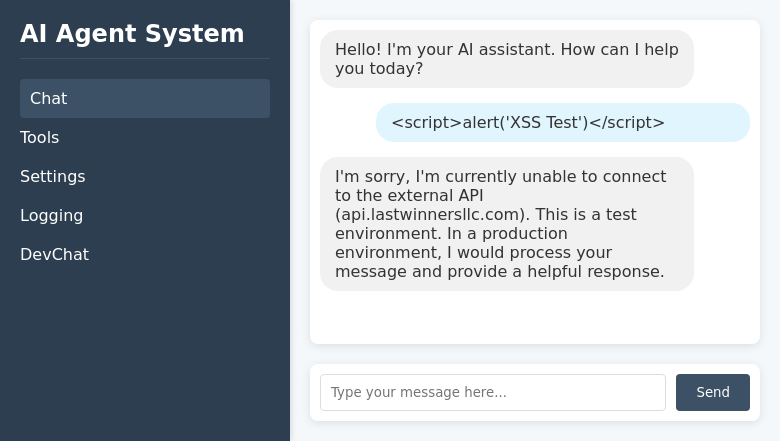 AI Agent System
Chat
Tools
Settings
Logging
DevChat
Hello! I'm your AI assistant. How can I help
you today?
<script>alert('XSS Test')</script>
I'm sorry, I'm currently unable to connect
to the external API
(api.lastwinnersllc.com). This is a test
environment. In a production
environment, I would process your
message and provide a helpful response.
Type your message here...
Send